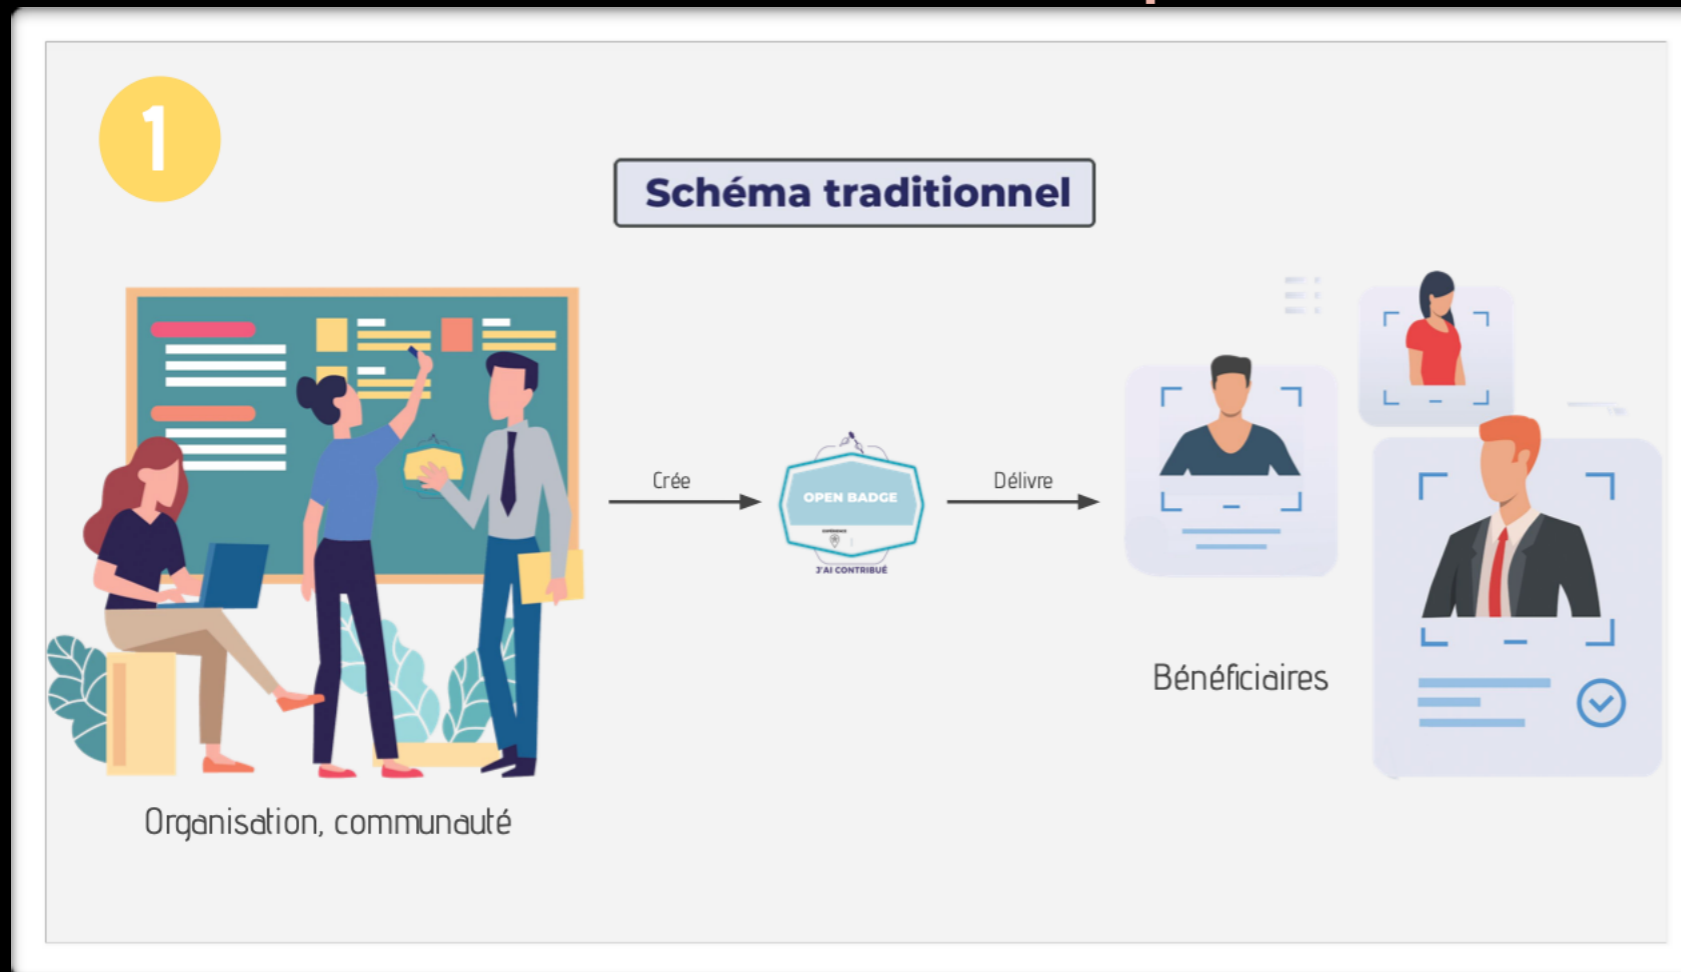 1
Schéma traditionnel
Crée
OPEN BADGE
J'AI CONTRIBUÉ
Délivre
Bénéficiaires
Organisation, communauté